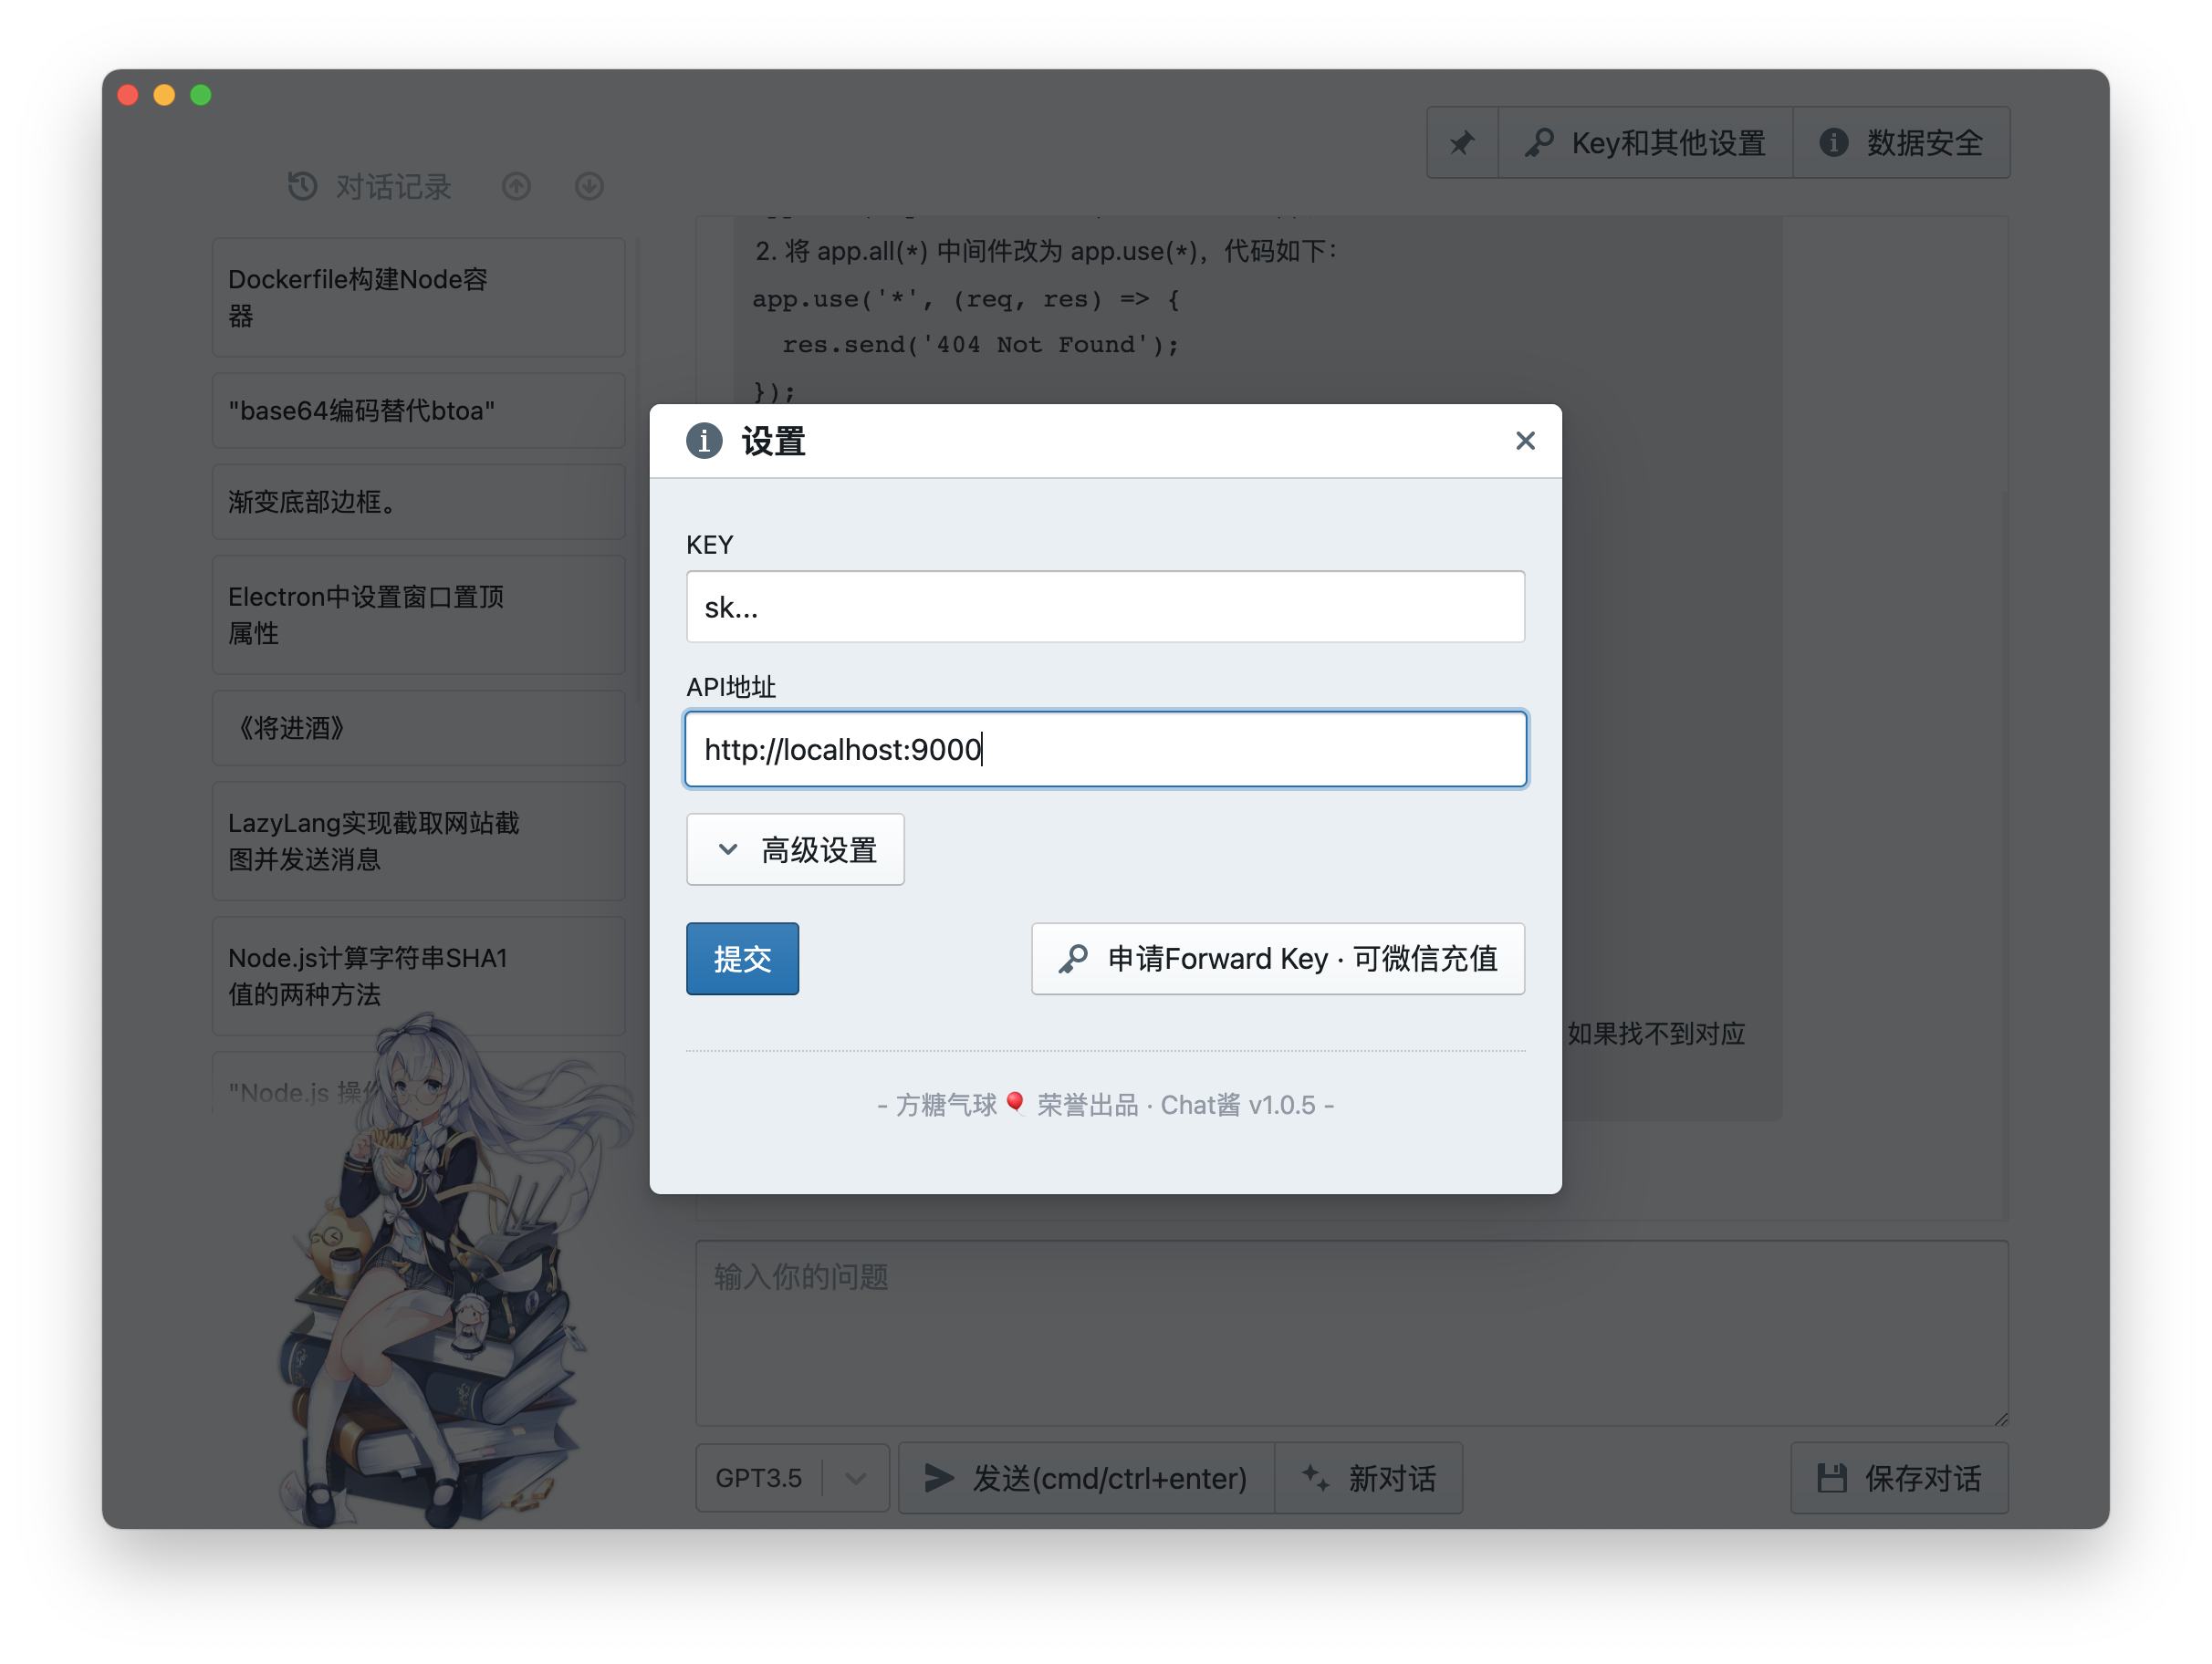 Key和其他设置
数据安全
对话记录
Dockerfile构建Node容
器
"base64编码替代btoa"
渐变底部边框。
Electron中设置窗口置顶
属性
《将进酒》
LazyLang实现截取网站截
图并发送消息
Node.js计算字符串SHA1
值的两种方法
"Node.js 操作
2. 将 app.all(*) 中间件改为 app.use(*)，代码如下：
app.use('*', (req, res) => {
res.send('404 Not Found');
});
如果找不到对应
设置
KEY
sk...
API地址
http://localhost:9000
高级设置
提交
申请Forward Key · 可微信充值
- 方糖气球🎈 荣誉出品 · Chat酱 v1.0.5 -
输入你的问题
GPT3.5
发送(cmd/ctrl+enter)
新对话
保存对话